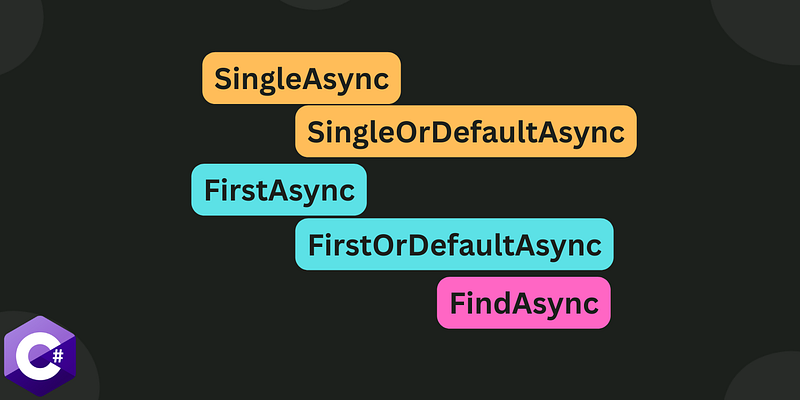 SingleAsync
SingleOrDefaultAsync
FirstAsync
FirstOrDefaultAsync
FindAsync
C#